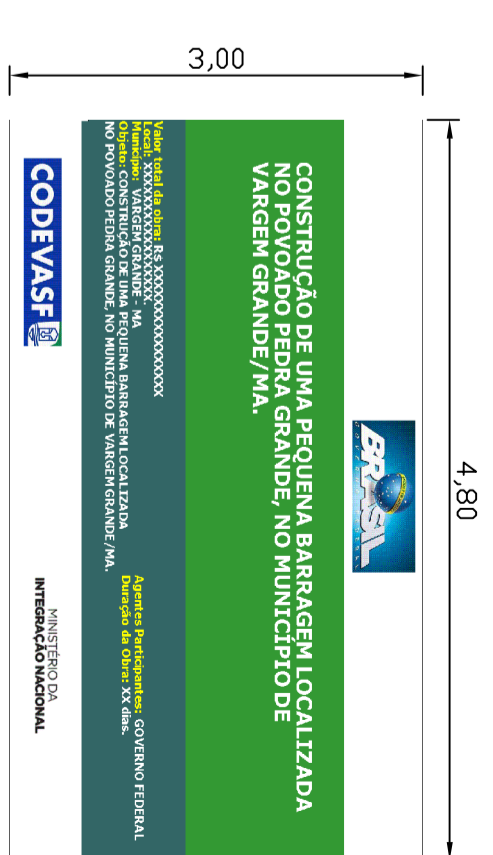 3,00
4,80
BRASIL
GOVERNO FEDERAL
CONSTRUÇÃO DE UMA PEQUENA BARRAGEM LOCALIZADA
NO POVOADO PEDRA GRANDE, NO MUNICÍPIO DE
VARGEM GRANDE/MA.
Valor total da obra: R$ XXXXXXXXXXXXXXXX
Local: XXXXXXXXXXXXXXXX.
Município: VARGEM GRANDE - MA
Objeto: CONSTRUÇÃO DE UMA PEQUENA BARRAGEM LOCALIZADA
NO POVOADO PEDRA GRANDE, NO MUNICÍPIO DE VARGEM GRANDE /MA.
Agentes Participantes: GOVERNO FEDERAL
Duração da Obra: XX dias.
CODEVASF
MINISTÉRIO DA
INTEGRAÇÃO NACIONAL